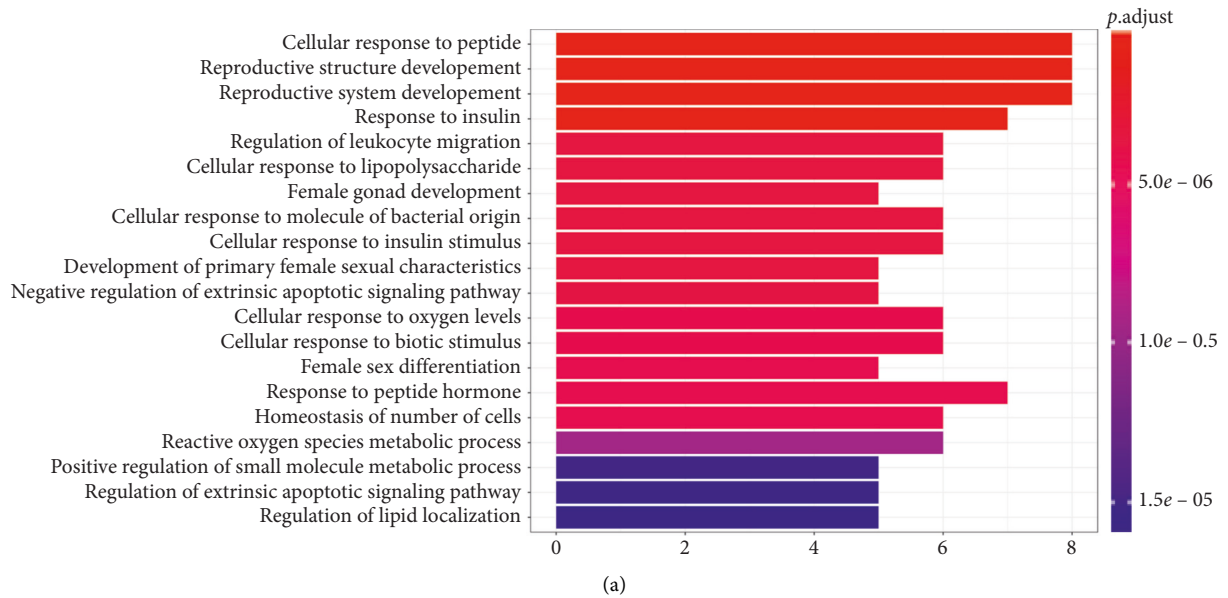 p.adjust
Cellular response to peptide
Reproductive structure developement
Reproductive system developement
Response to insulin
Regulation of leukocyte migration
Cellular response to lipopolysaccharide
Female gonad development
5.0e – 06
Cellular response to molecule of bacterial origin
Cellular response to insulin stimulus
Development of primary female sexual characteristics
Negative regulation of extrinsic apoptotic signaling pathway
Cellular response to oxygen levels
Cellular response to biotic stimulus
1.0e – 0.5
Female sex differentiation
Response to peptide hormone
Homeostasis of number of cells
Reactive oxygen species metabolic process
Positive regulation of small molecule metabolic process
Regulation of extrinsic apoptotic signaling pathway
1.5e – 05
Regulation of lipid localization
0 2 4 6 8
(a)